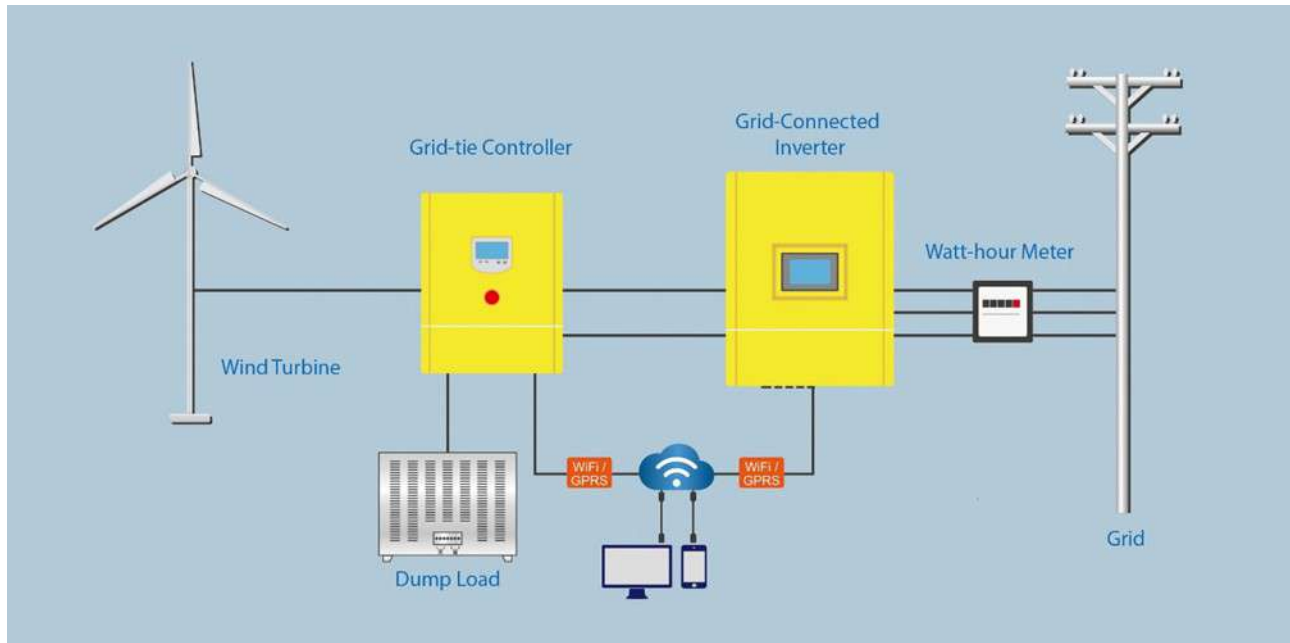 Grid-tie Controller
Grid-Connected
Inverter
Watt-hour Meter
Wind Turbine
WiFi /
GPRS
WiFi /
GPRS
Grid
Dump Load